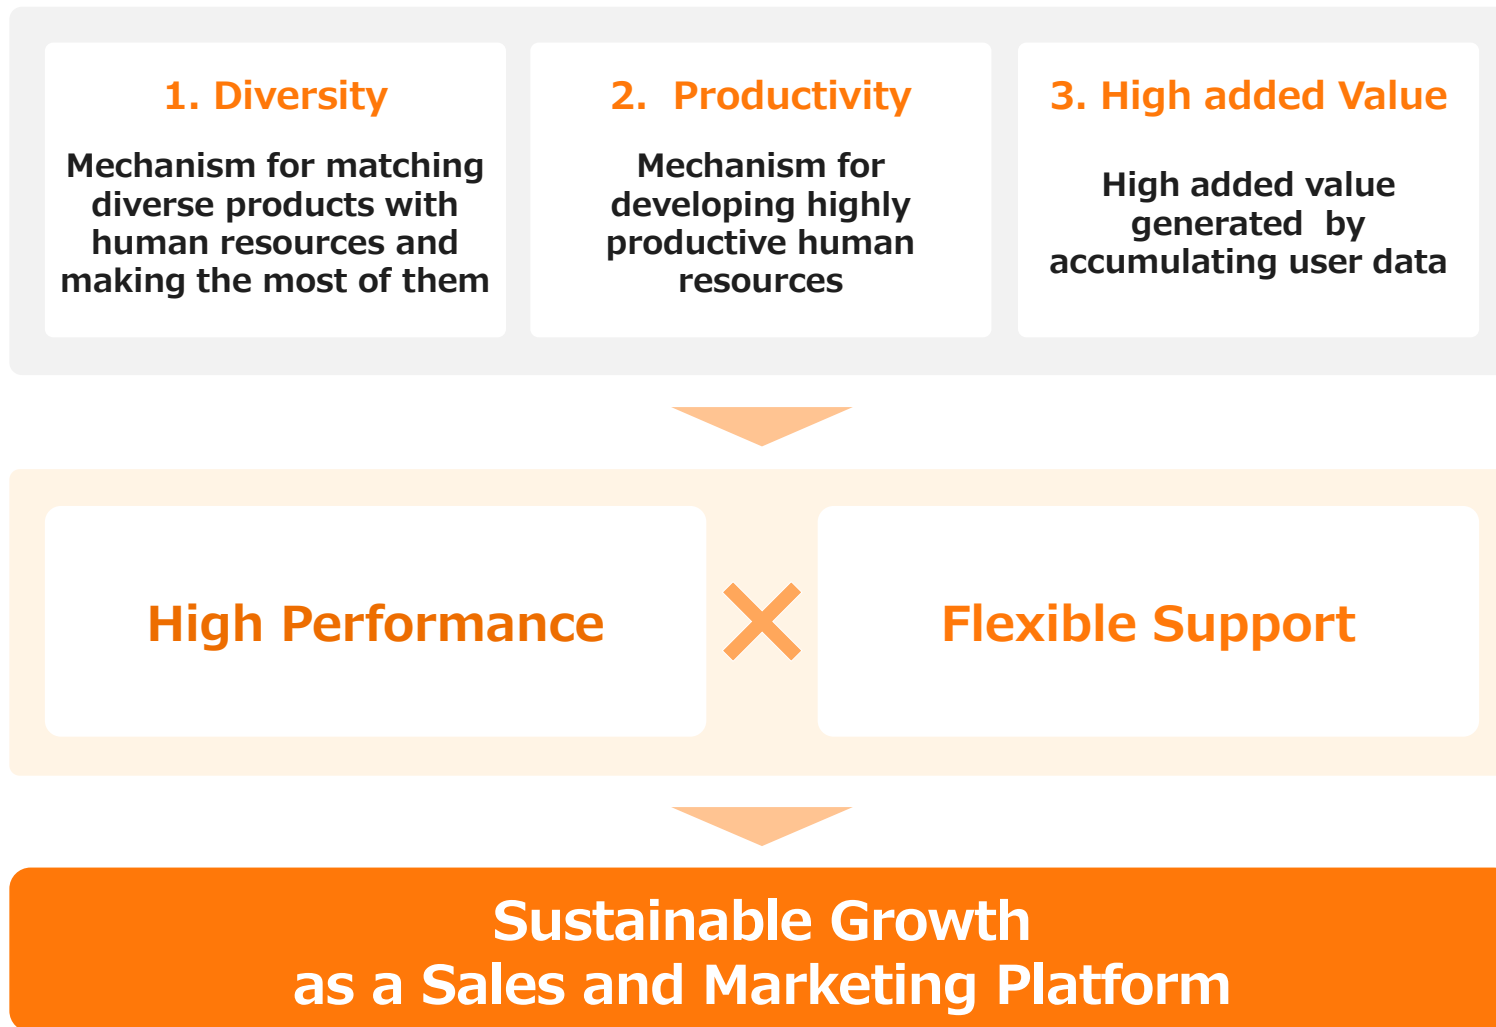 1. Diversity
Mechanism for matching
diverse products with
human resources and
making the most of them
2.  Productivity
Mechanism for
developing highly
productive human
resources
3. High added Value
High added value
generated  by
accumulating user data
High Performance
Flexible Support
Sustainable Growth
as a Sales and Marketing Platform